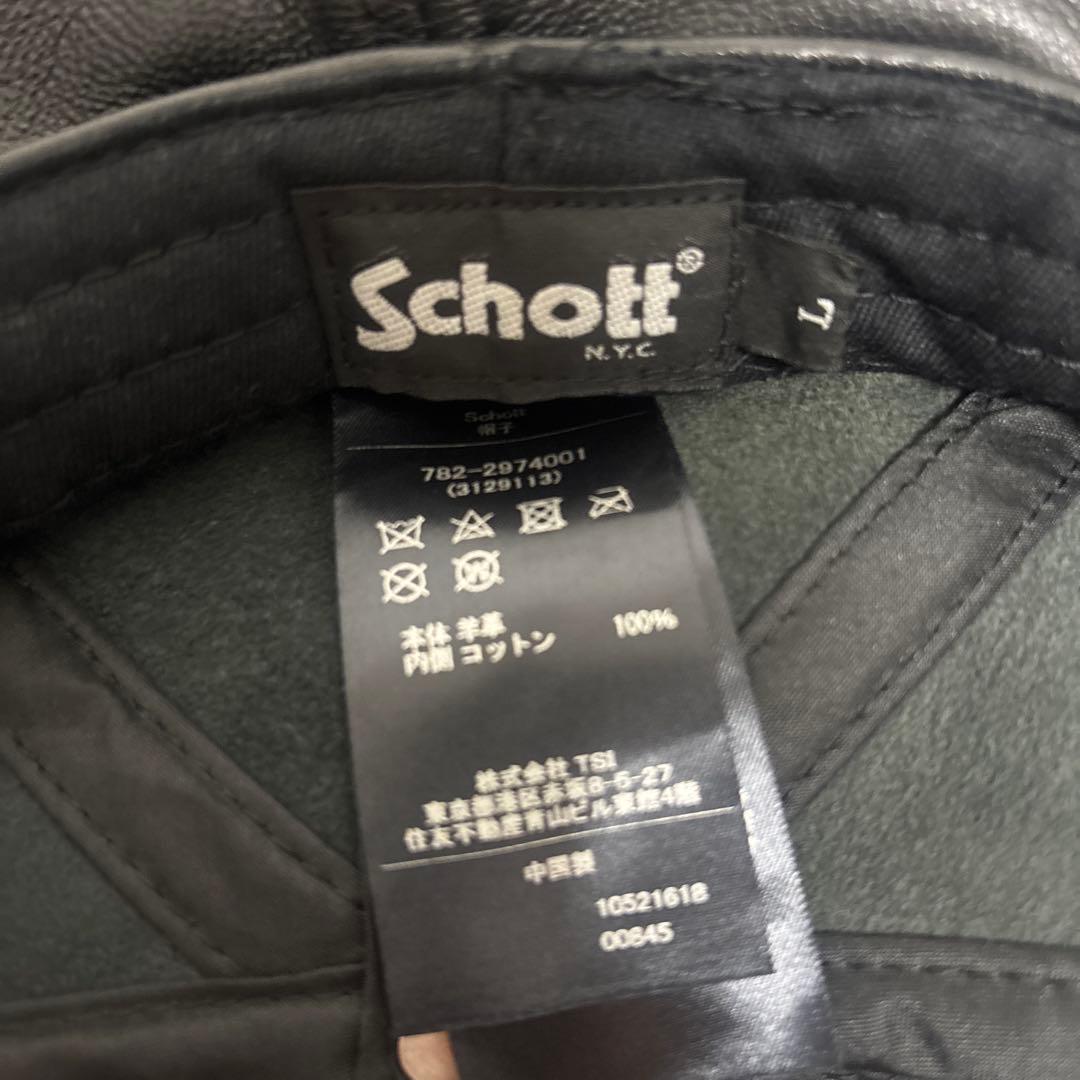 Schott®
N.Y.C.
L
Schott
帽子
782-2974001
(3129113)
W
本体 羊革 100%
内側 コットン
株式会社 TSI
東京都港区赤坂8-5-27
住友不動産青山ビル東館4階
中国製
10521618
00845